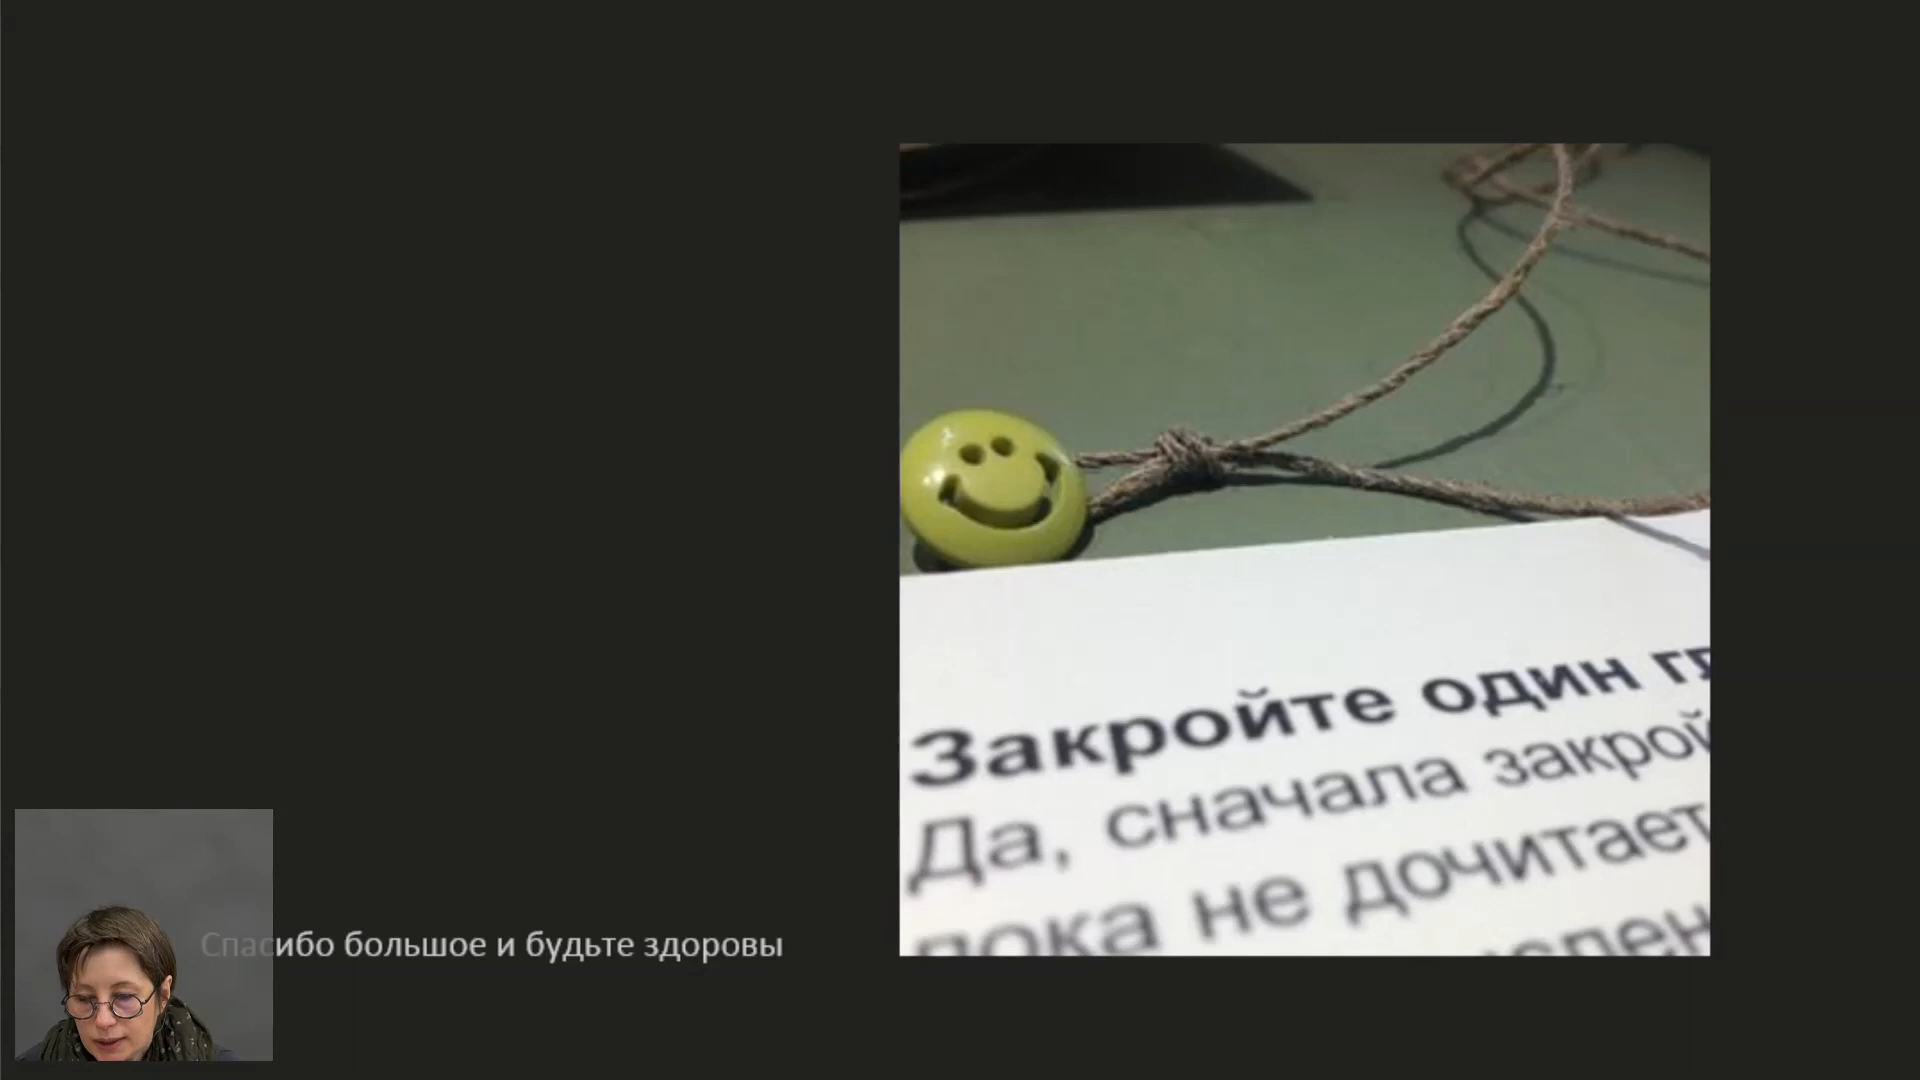 Закройте один
Да, сначала закрой
пока не дочитает
Спасибо большое и будьте здоровы